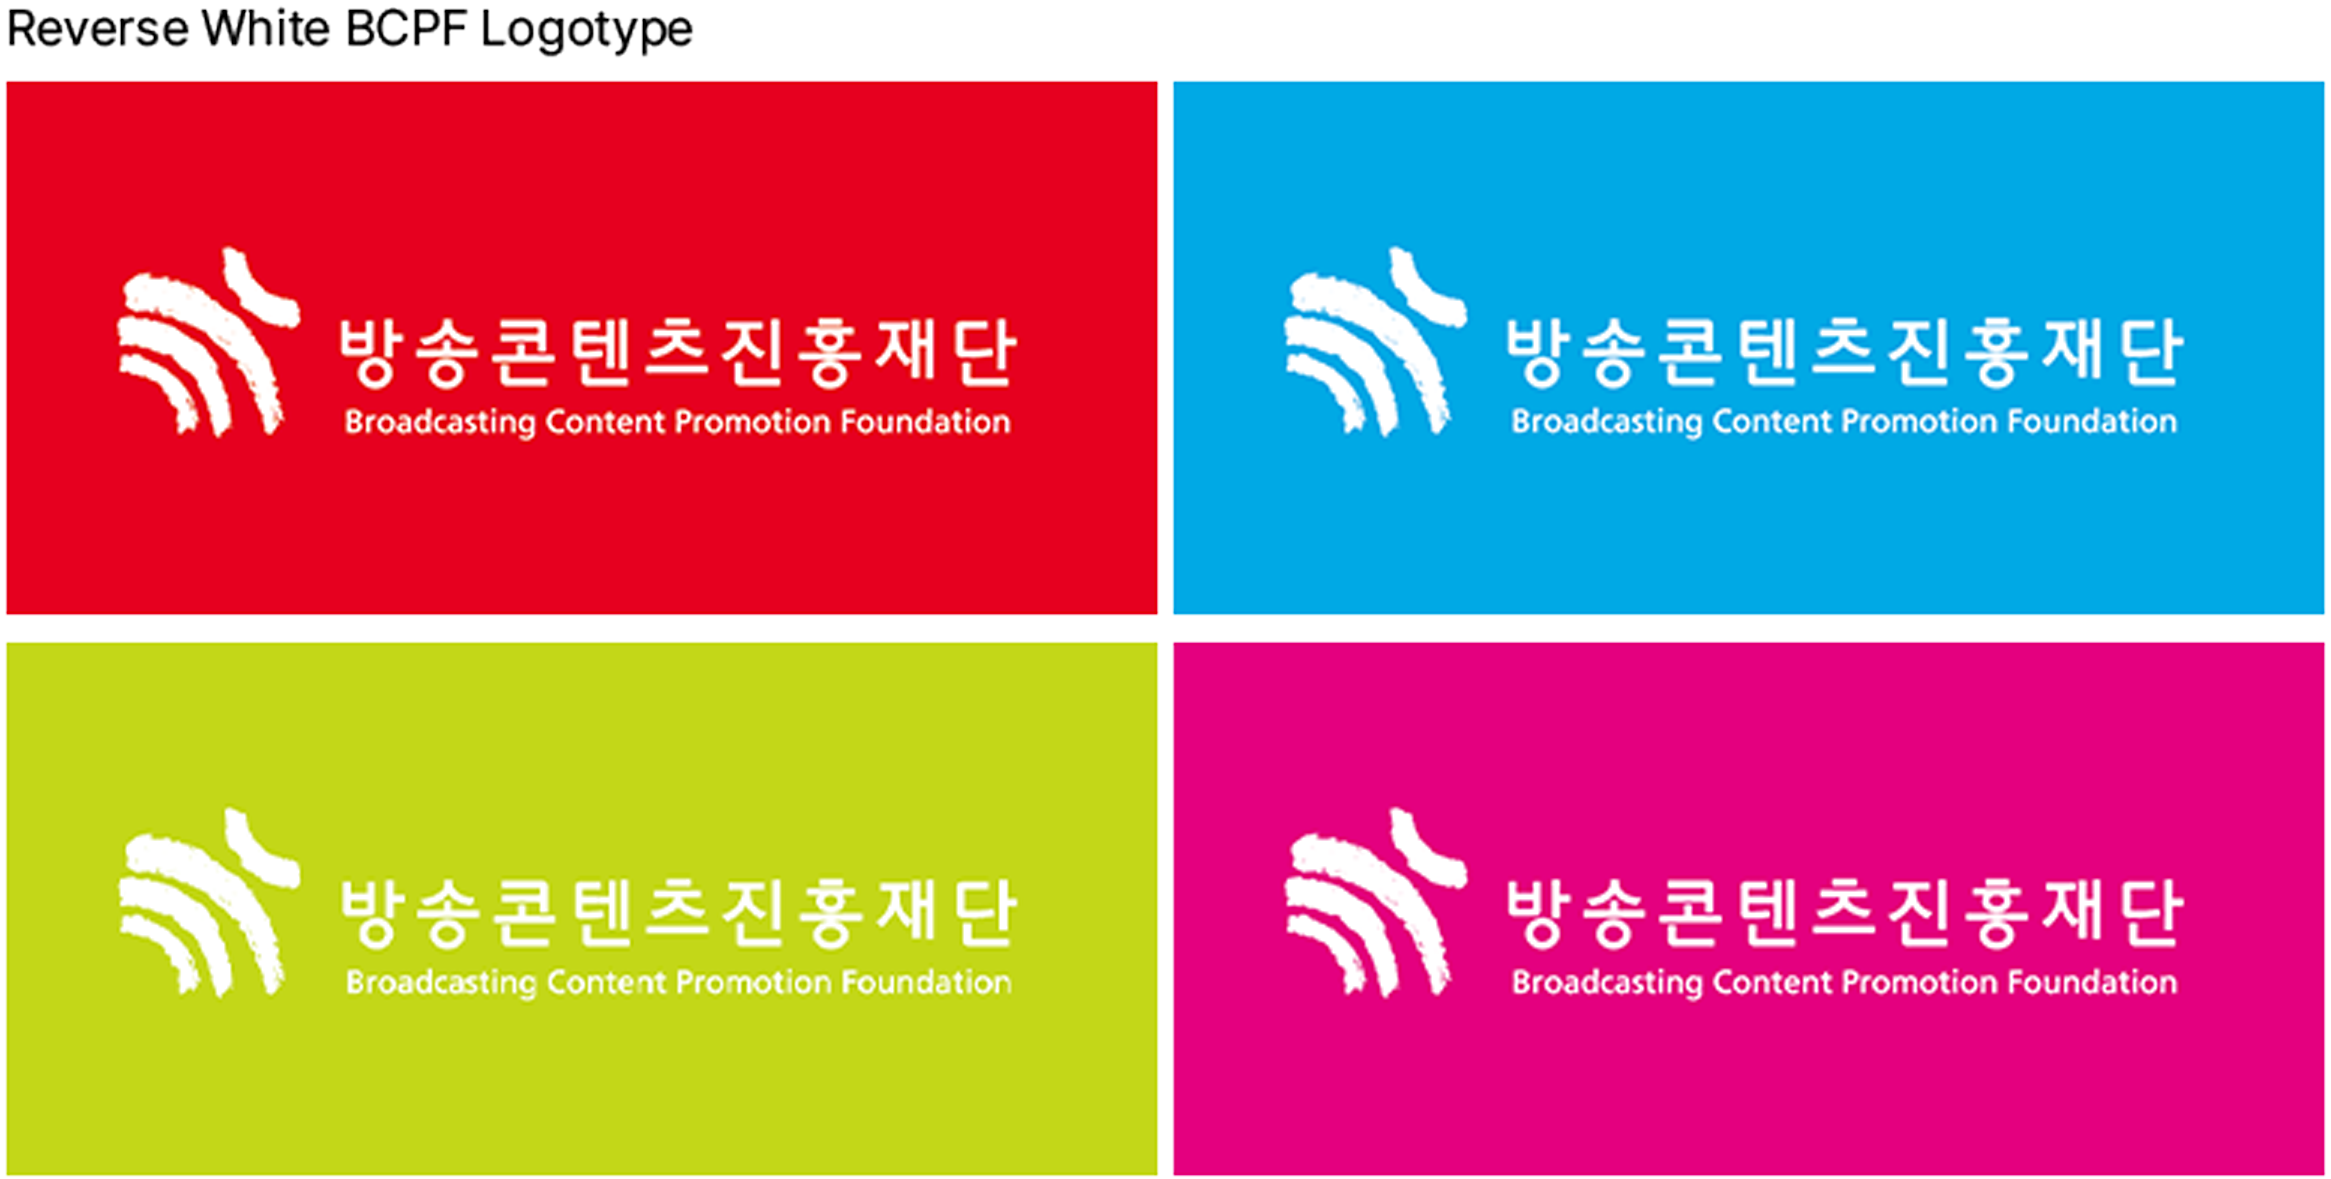 Reverse White BCPF Logotype
방송콘텐츠진흥재단
Broadcasting Content Promotion Foundation
방송콘텐츠진흥재단
Broadcasting Content Promotion Foundation
방송콘텐츠진흥재단
Broadcasting Content Promotion Foundation
방송콘텐츠진흥재단
Broadcasting Content Promotion Foundation